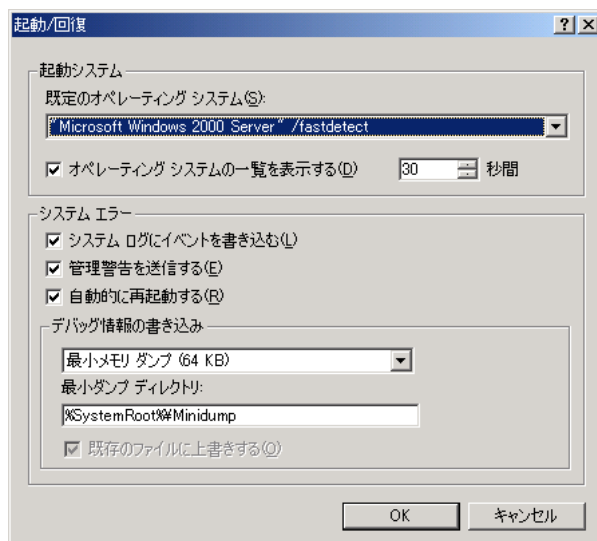 起動/回復
起動システム
既定のオペレーティング システム(S):
"Microsoft Windows 2000 Server" /fastdetect
オペレーティング システムの一覧を表示する(D) 30 秒間
システム エラー
システム ログにイベントを書き込む(L)
管理警告を送信する(E)
自動的に再起動する(R)
デバッグ情報の書き込み
最小メモリ ダンプ (64 KB)
最小ダンプ ディレクトリ:
%SystemRoot%¥Minidump
既存のファイルに上書きする(O)
OK キャンセル